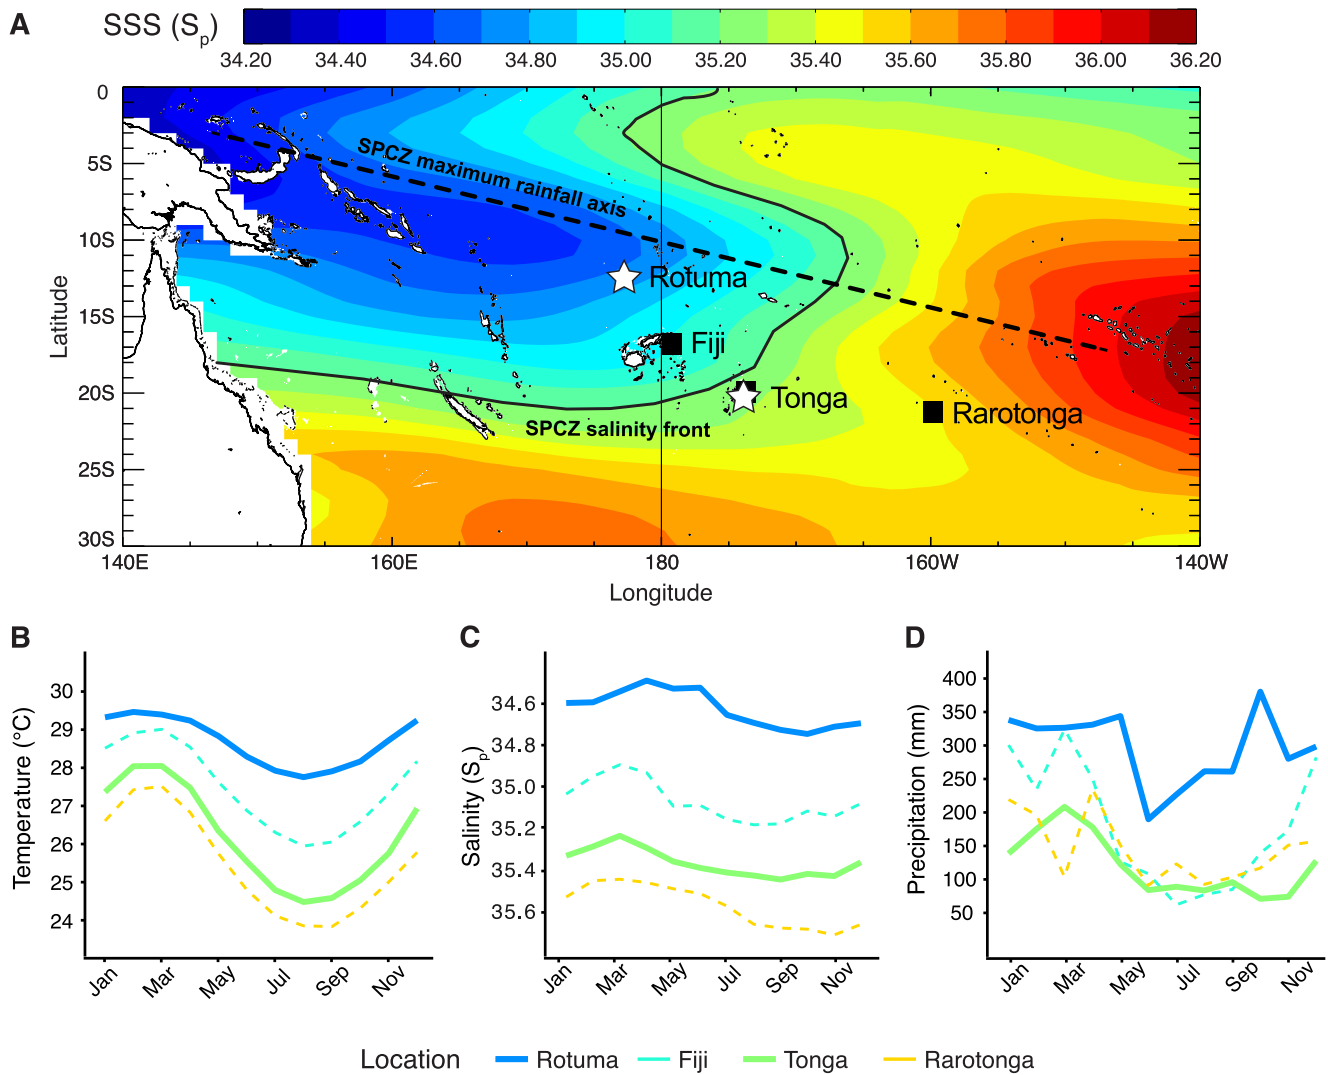 A
SSS (Sp)
34.20 34.40 34.60 34.80 35.00 35.20 35.40 35.60 35.80 36.00 36.20
0
5S
10S
15S
20S
25S
30S
Latitude
SPCZ maximum rainfall axis
Rotuma
Fiji
Tonga
Rarotonga
SPCZ salinity front
140E 160E 180 160W 140W
Longitude
B
Temperature (°C)
30
29
28
27
26
25
24
Jan Mar May Jul Sep Nov
C
Salinity (Sp)
34.6
34.8
35.0
35.2
35.4
35.6
Jan Mar May Jul Sep Nov
D
Precipitation (mm)
400
350
300
250
200
150
100
50
Jan Mar May Jul Sep Nov
Location Rotuma Fiji Tonga Rarotonga